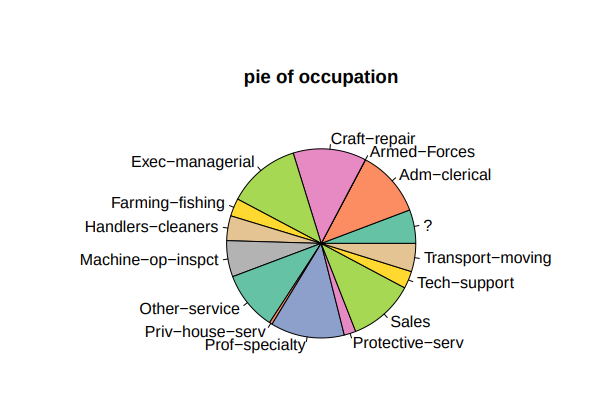 pie of occupation
Craft−repair
Armed−Forces
Exec−managerial
Adm−clerical
Farming−fishing
?
Handlers−cleaners
Machine−op−inspct
Transport−moving
Tech−support
Other−service
Sales
Priv−house−serv
Prof−specialty
Protective−serv